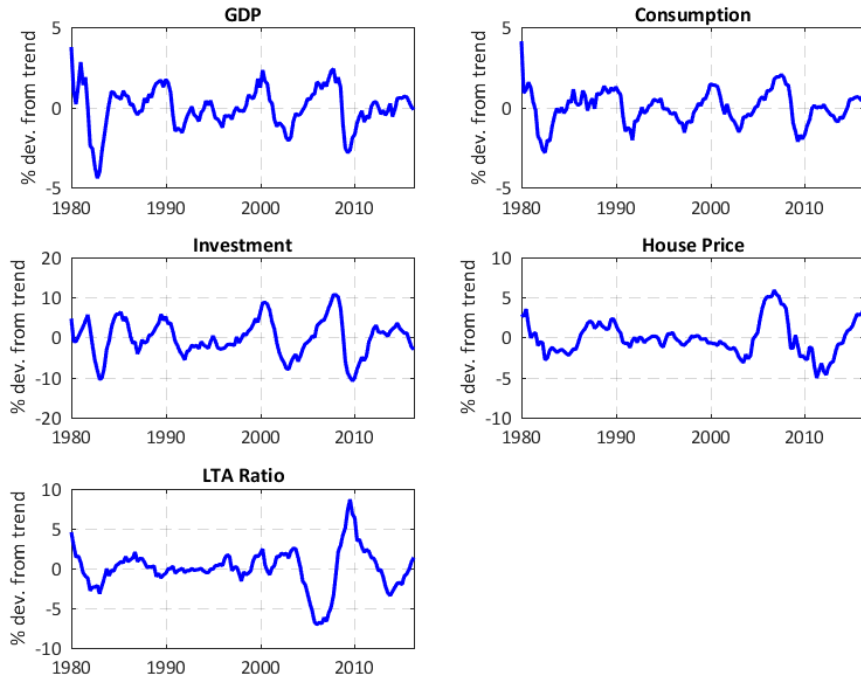 GDP
% dev. from trend
5
0
-5
1980 1990 2000 2010
Consumption
% dev. from trend
5
0
-5
1980 1990 2000 2010
Investment
% dev. from trend
20
10
0
-10
-20
1980 1990 2000 2010
House Price
% dev. from trend
10
5
0
-5
-10
1980 1990 2000 2010
LTA Ratio
% dev. from trend
10
5
0
-5
-10
1980 1990 2000 2010